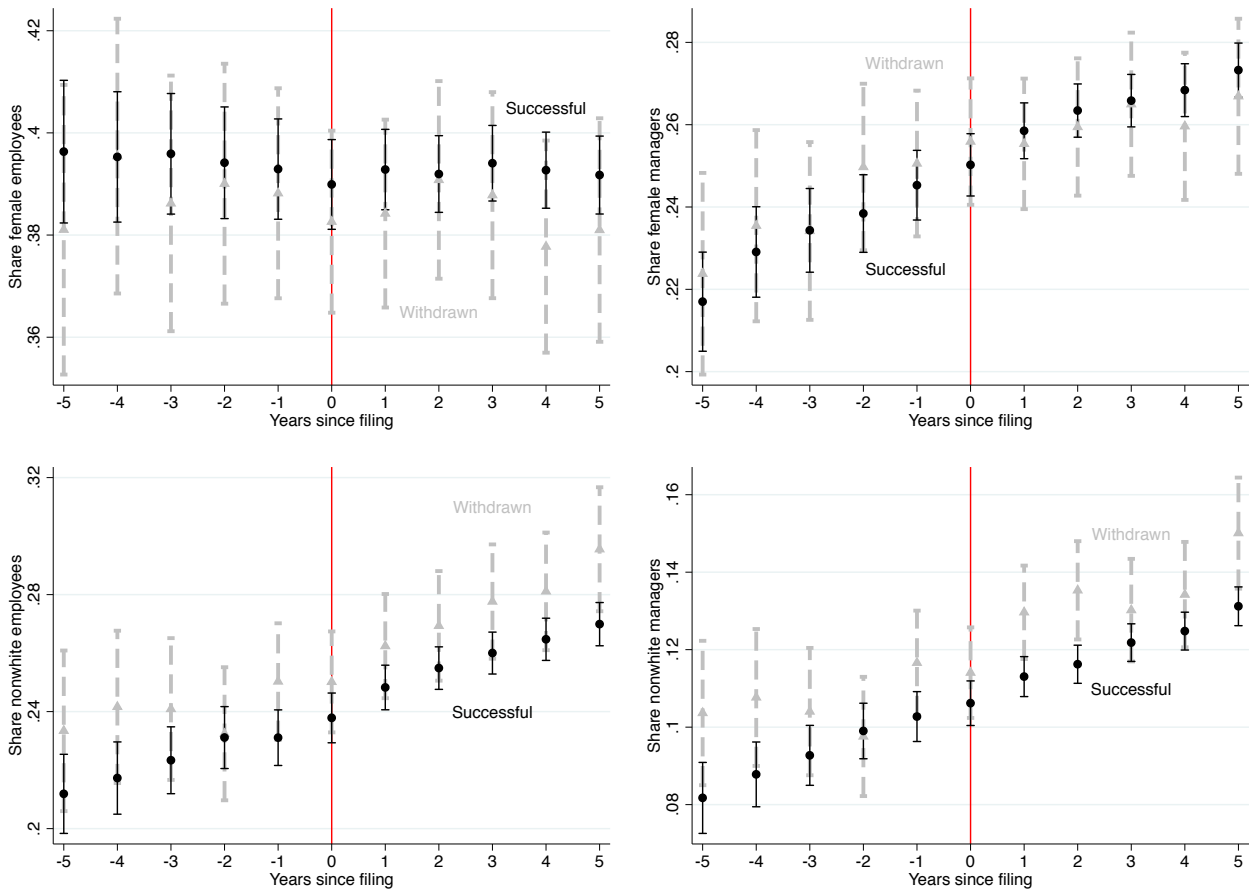 Share female employees
.42
.4
.38
.36
Successful
Withdrawn
-5 -4 -3 -2 -1 0 1 2 3 4 5
Years since filing
Share female managers
.28
.26
.24
.22
.2
Withdrawn
Successful
-5 -4 -3 -2 -1 0 1 2 3 4 5
Years since filing
Share nonwhite employees
.32
.28
.24
.2
Withdrawn
Successful
-5 -4 -3 -2 -1 0 1 2 3 4 5
Years since filing
Share nonwhite managers
.16
.14
.12
.1
.08
Withdrawn
Successful
-5 -4 -3 -2 -1 0 1 2 3 4 5
Years since filing